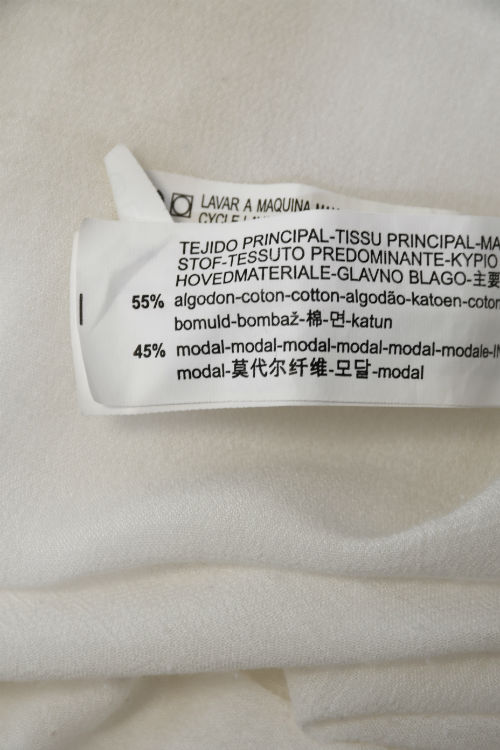 LAVAR A MAQUINA
CYCLE
TEJIDO PRINCIPAL-TISSU PRINCIPAL-MA
STOF-TESSUTO PREDOMINANTE-KYPIO
HOVEDMATERIALE-GLAVNO BLAGO-主要
55% algodon-coton-cotton-algodão-katoen-coton
bomuld-bombaž-棉-면-katun
45% modal-modal-modal-modal-modal-modale-I
modal-莫代尔纤维-모달-modal